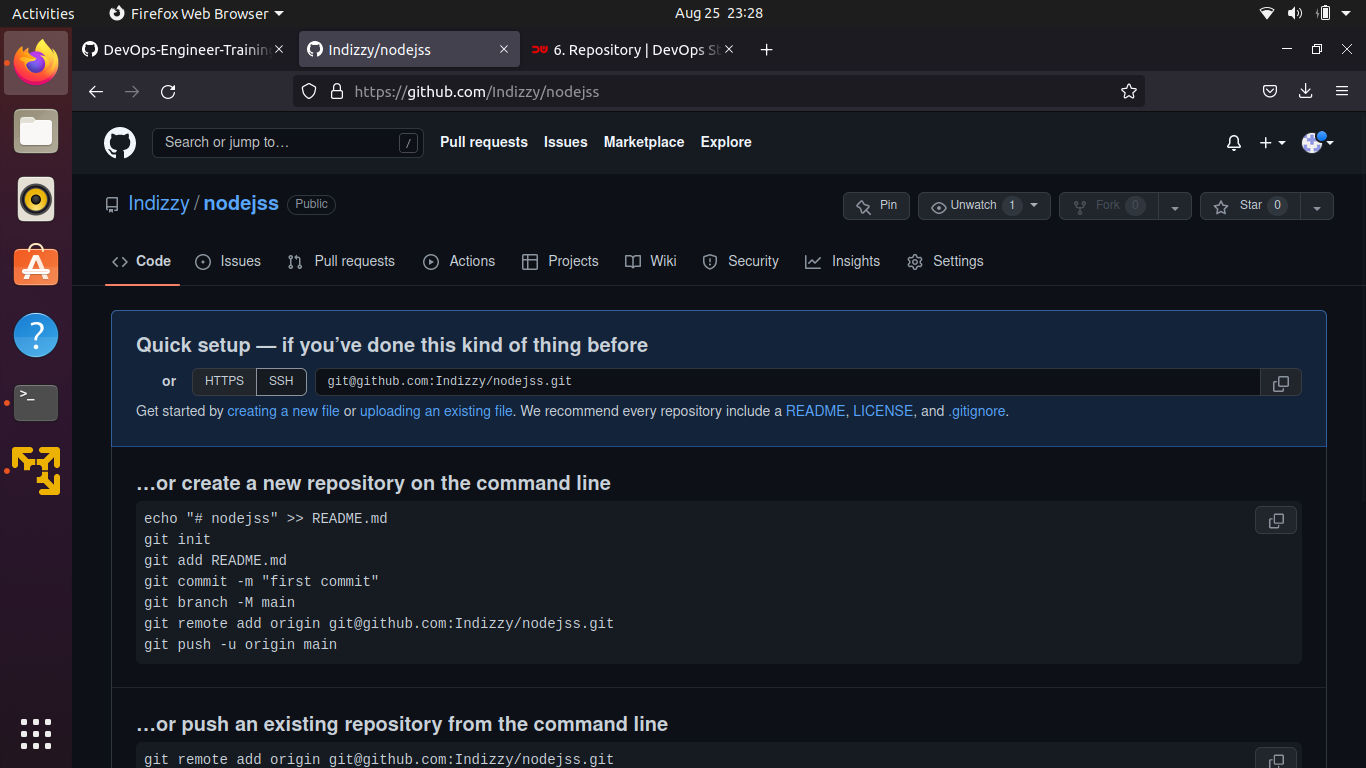 Activities
Firefox Web Browser
Aug 25 23:28
DevOps-Engineer-Training
Indizzy/nodejss
6. Repository | DevOps St
https://github.com/Indizzy/nodejss
Search or jump to…
/
Pull requests
Issues
Marketplace
Explore
Indizzy / nodejss
Public
Pin
Unwatch 1
Fork 0
Star 0
Code
Issues
Pull requests
Actions
Projects
Wiki
Security
Insights
Settings
Quick setup — if you’ve done this kind of thing before
or HTTPS SSH git@github.com:Indizzy/nodejss.git
Get started by creating a new file or uploading an existing file. We recommend every repository include a README, LICENSE, and .gitignore.
…or create a new repository on the command line
echo "# nodejss" >> README.md
git init
git add README.md
git commit -m "first commit"
git branch -M main
git remote add origin git@github.com:Indizzy/nodejss.git
git push -u origin main
…or push an existing repository from the command line
git remote add origin git@github.com:Indizzy/nodejss.git